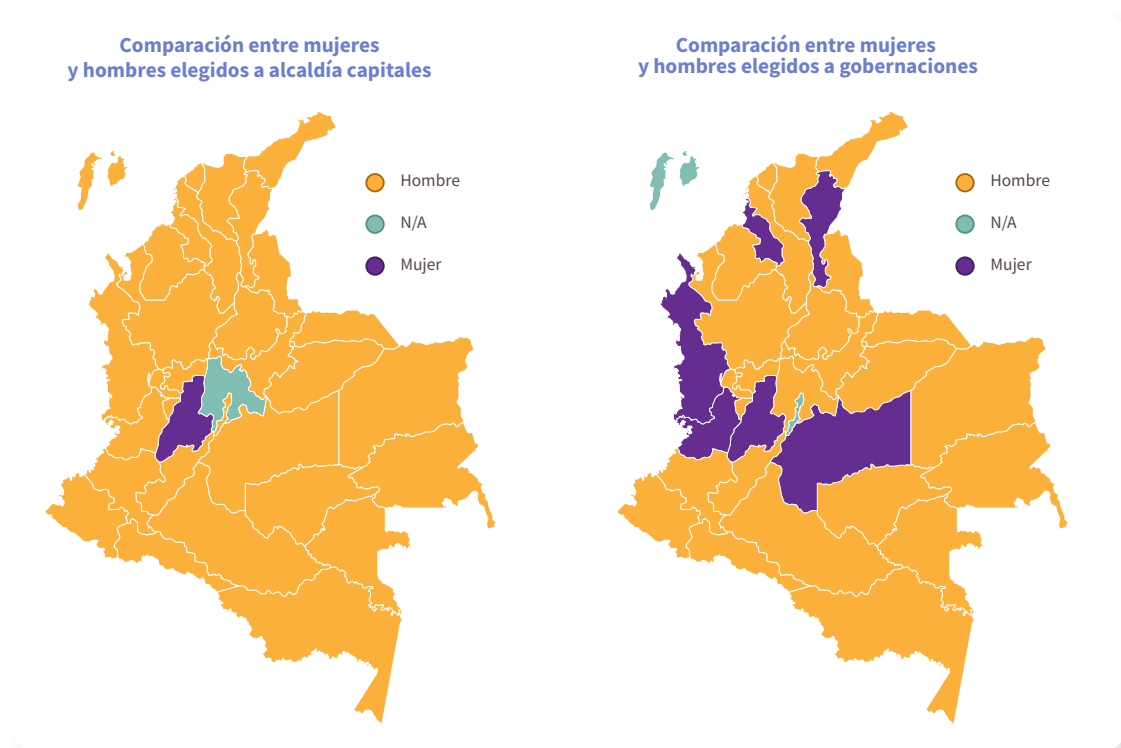 Comparación entre mujeres
y hombres elegidos a alcaldía capitales
Hombre
N/A
Mujer
Comparación entre mujeres
y hombres elegidos a gobernaciones
Hombre
N/A
Mujer